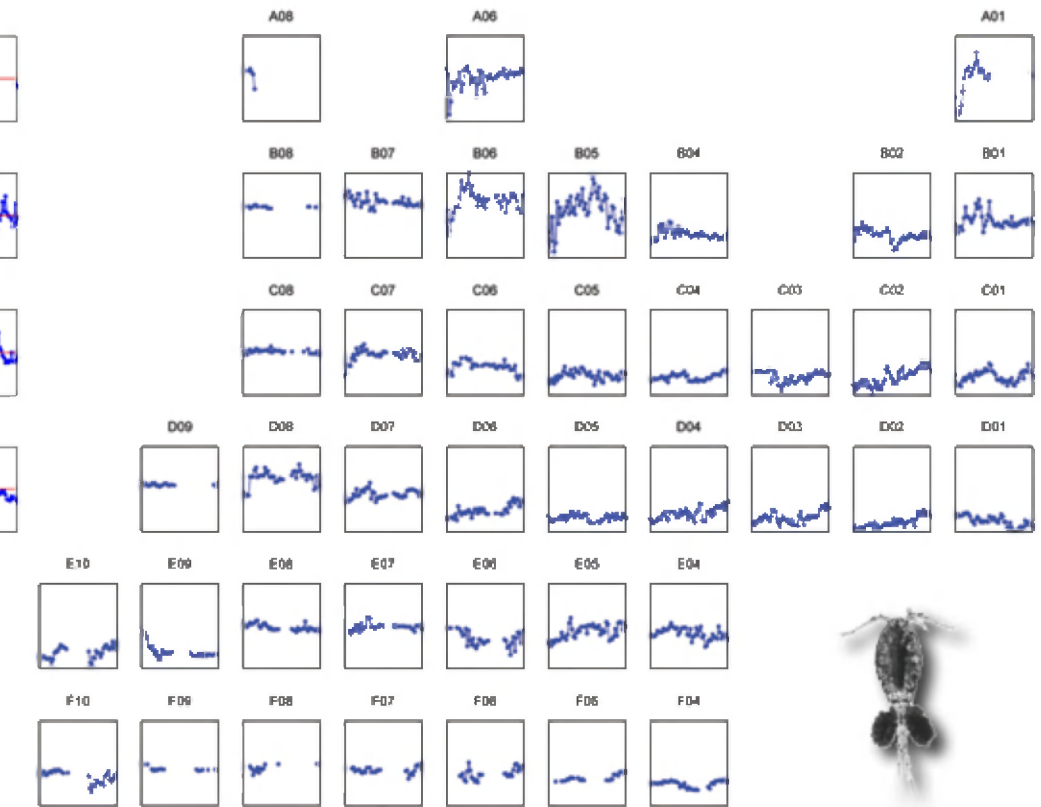 A08 A06 A01
B08 B07 B06 B05 B04 B02 B01
C08 C07 C06 C05 C04 C03 C02 C01
D09 D08 D07 D06 D05 D04 D03 D02 D01
E10 E09 E08 E07 E06 E05 E04
F10 F09 F08 F07 F06 F05 F04